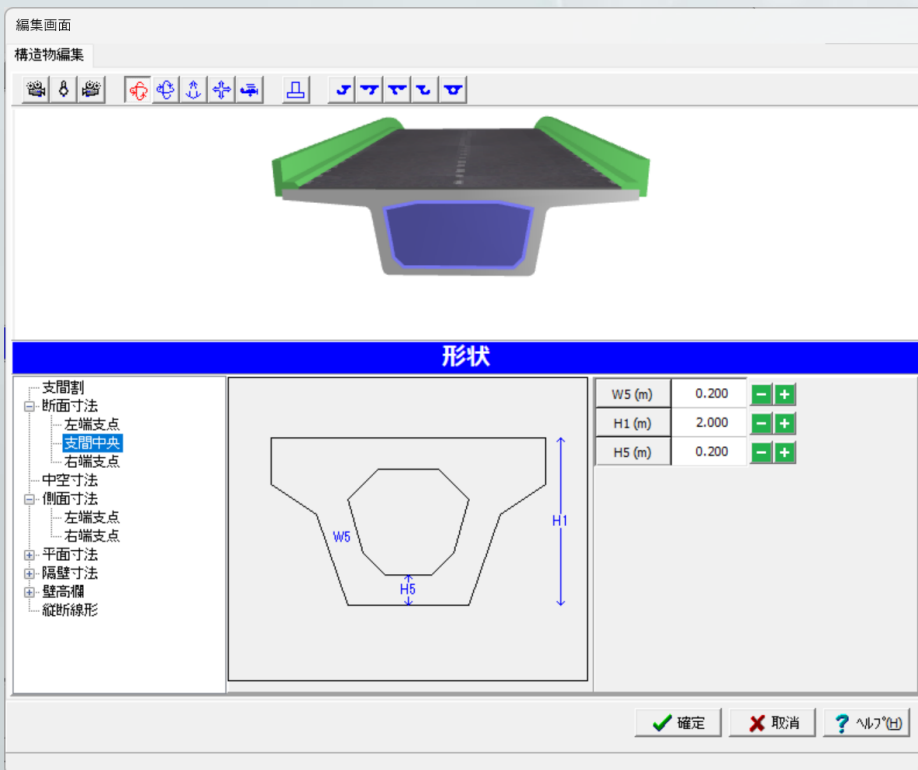 編集画面
構造物編集
形状
支間割
断面寸法
左端支点
支間中央
右端支点
中空寸法
側面寸法
左端支点
右端支点
平面寸法
隔壁寸法
壁高欄
縦断線形
W5
H5
H1
W5 (m) 0.200
H1 (m) 2.000
H5 (m) 0.200
確定 取消 ﾍﾙﾌﾟ(H)